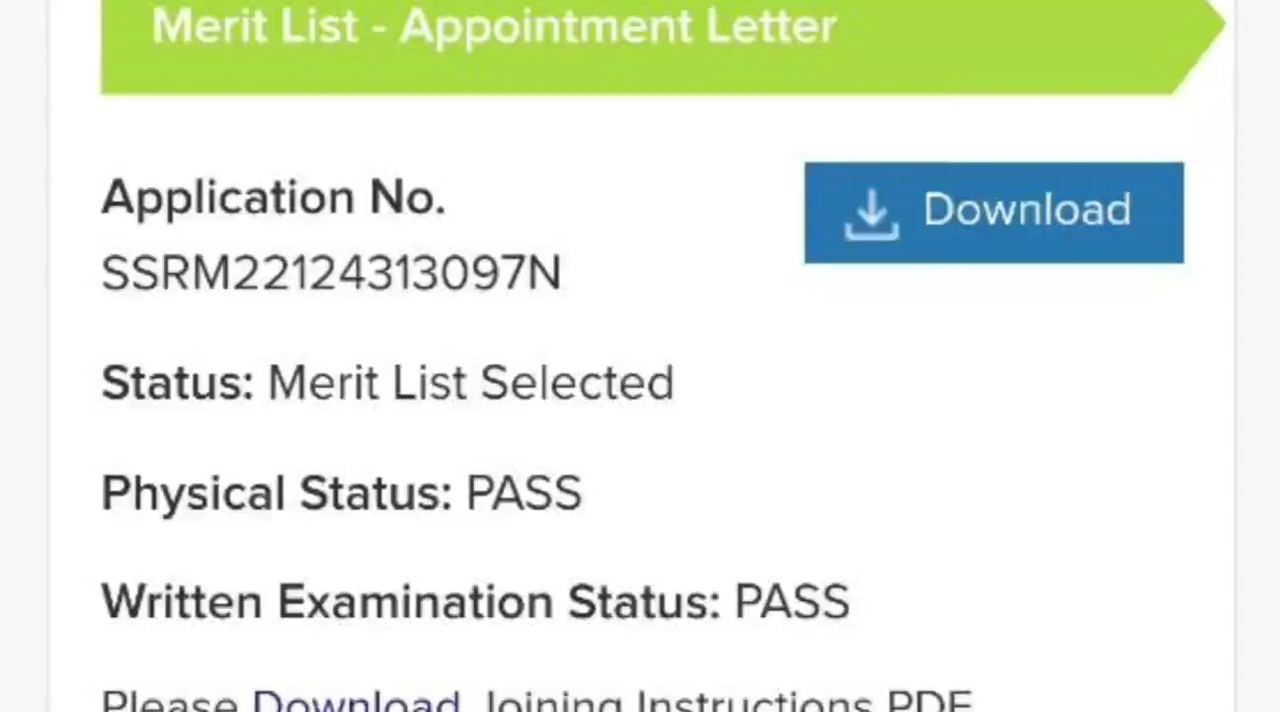 Merit List - Appointment Letter
Application No.
Download
SSRM22124313097N
Status: Merit List Selected
Physical Status: PASS
Written Examination Status: PASS
Please Download Joining Instructions PDF